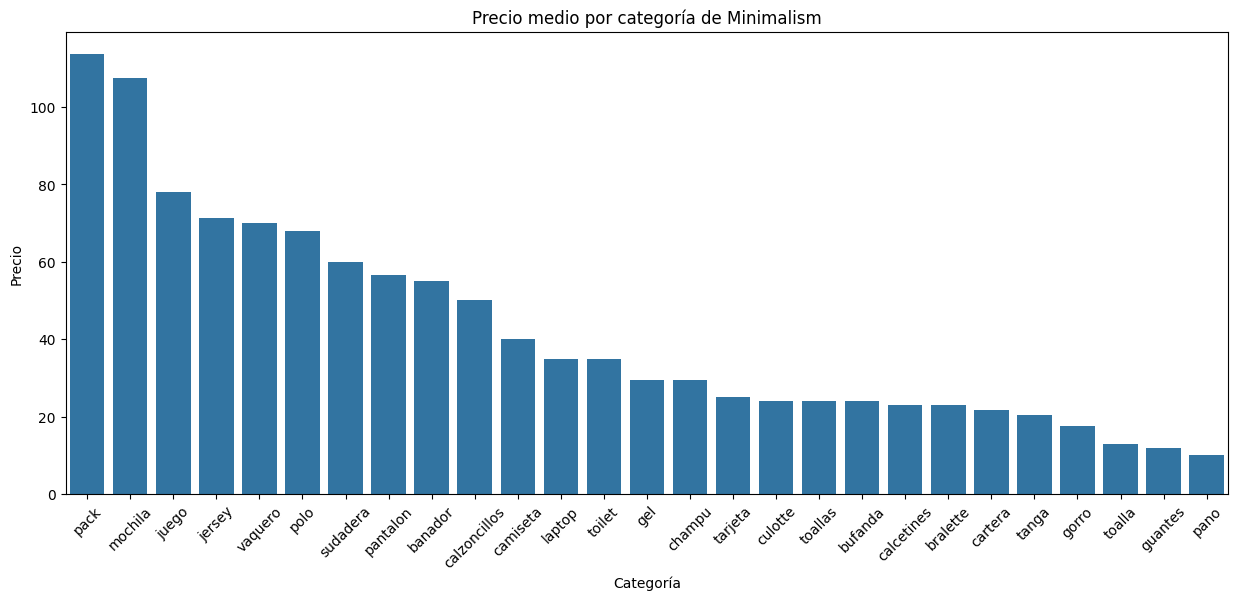 Precio medio por categoría de Minimalism
Precio
100
80
60
40
20
0
pack
mochila
juego
jersey
vaquero
polo
sudadera
pantalon
banador
calzoncillos
camiseta
laptop
toilet
gel
champu
tarjeta
culotte
toallas
bufanda
calcetines
bralette
cartera
tanga
gorro
toalla
guantes
pano
Categoría